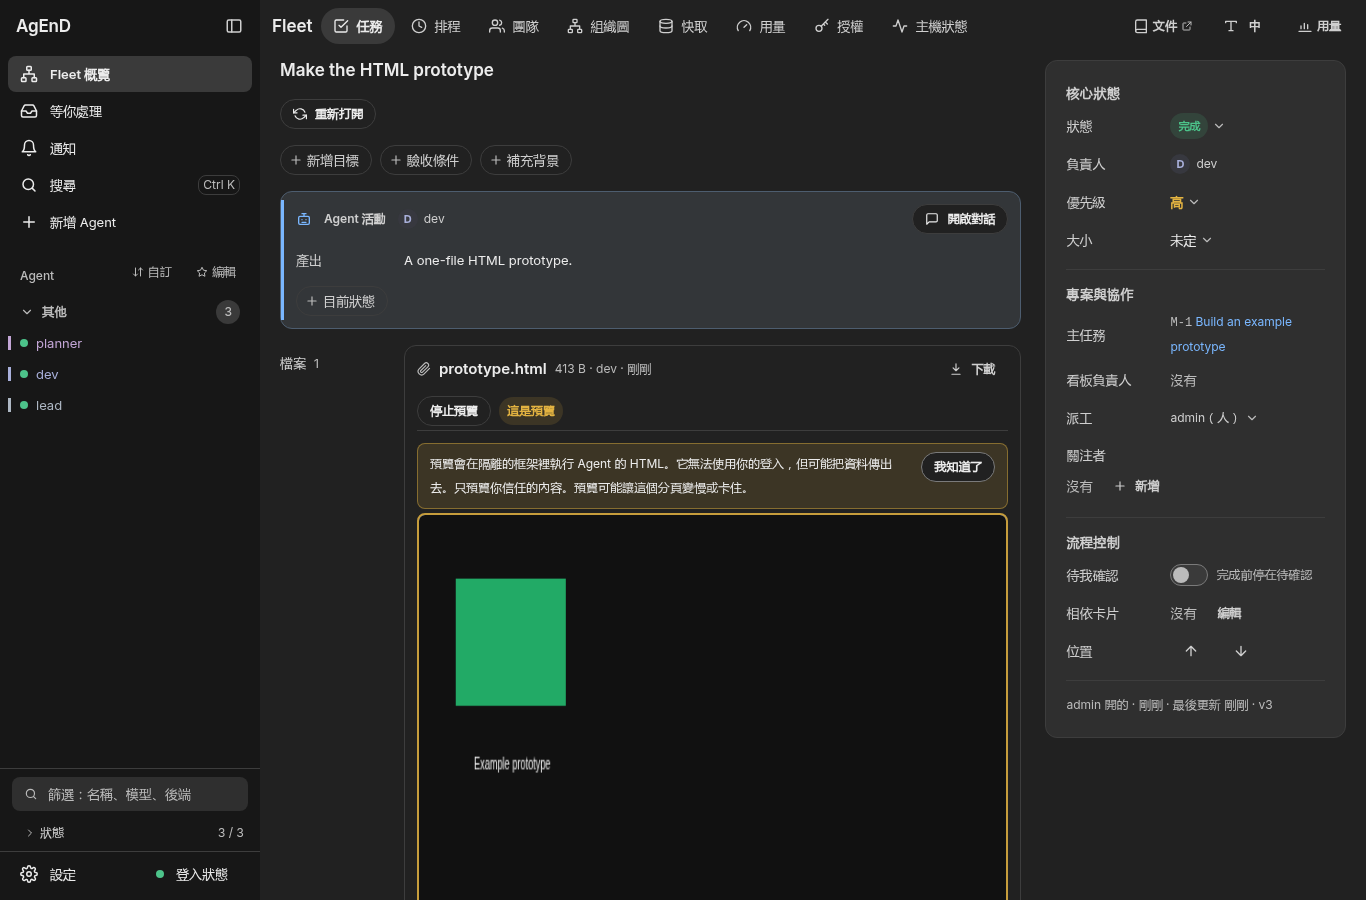 AgEnD
Fleet 概覽
等你處理
通知
搜尋 Ctrl K
新增 Agent
Agent 自訂 編輯
其他 3
planner
dev
lead
篩選：名稱、模型、後端
狀態 3 / 3
設定 登入狀態
Fleet 任務 排程 團隊 組織圖 快取 用量 授權 主機狀態 文件 中 用量
Make the HTML prototype
重新打開
新增目標 驗收條件 補充背景
Agent 活動 D dev 開啟對話
產出 A one-file HTML prototype.
目前狀態
檔案 1
prototype.html 413 B · dev · 剛剛 下載
停止預覽 這是預覽
預覽會在隔離的框架裡執行 Agent 的 HTML。它無法使用你的登入，但可能把資料傳出
去。只預覽你信任的內容。預覽可能讓這個分頁變慢或卡住。
我知道了
Example prototype
核心狀態
狀態 完成
負責人 D dev
優先級 高
大小 未定
專案與協作
主任務 M-1 Build an example
prototype
看板負責人 沒有
派工 admin（人）
關注者
沒有 新增
流程控制
待我確認 完成前停在待確認
相依卡片 沒有 編輯
位置
admin 開的 · 剛剛 · 最後更新 剛剛 · v3